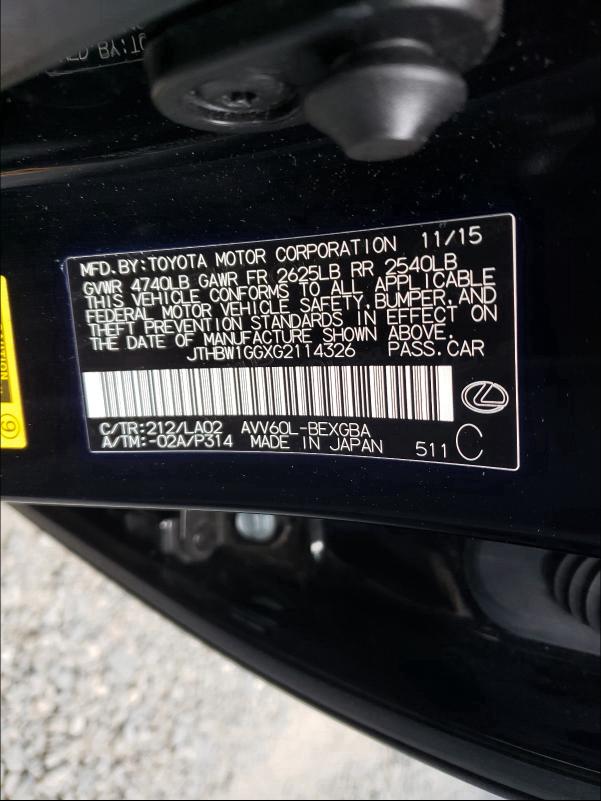 MFD.BY:TOYOTA MOTOR CORPORATION 11/15
GVWR 4740LB GAWR FR 2625LB RR 2540LB
THIS VEHICLE CONFORMS TO ALL APPLICABLE
FEDERAL MOTOR VEHICLE SAFETY,BUMPER,AND
THEFT PREVENTION STANDARDS IN EFFECT ON
THE DATE OF MANUFACTURE SHOWN ABOVE.
JTHBW1GGXG2114326 PASS.CAR
C/TR:212/LA02 AVV60L-BEXGBA
A/TM:-02A/P314 MADE IN JAPAN 511 C